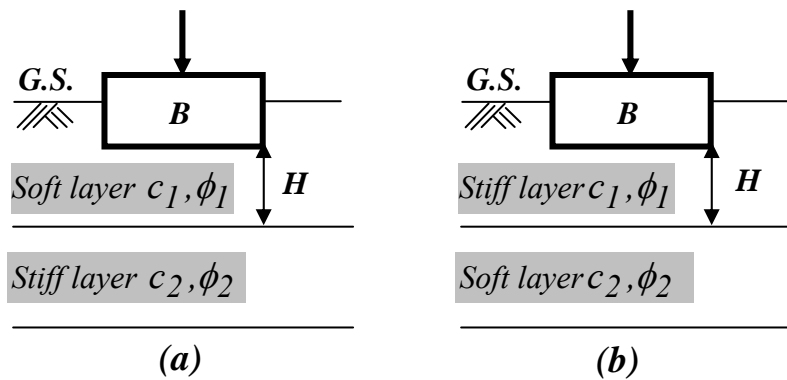 G.S.
B
Soft layer c1,ϕ1
H
Stiff layer c2,ϕ2
(a)
G.S.
B
Stiff layer c1,ϕ1
H
Soft layer c2,ϕ2
(b)